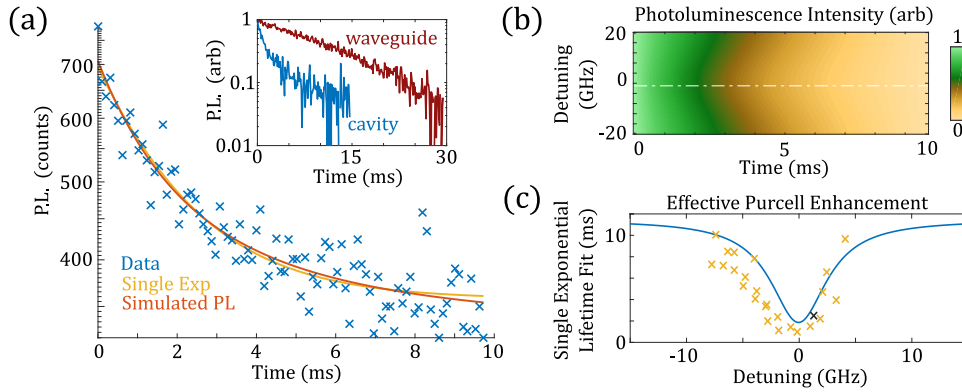 (a)
P.L. (counts)
700
600
500
400
0
2
4
6
8
10
Time (ms)
Data
Single Exp
Simulated PL
P.L. (arb)
1
0.1
0.01
waveguide
cavity
0
15
30
Time (ms)
(b)
Photoluminescence Intensity (arb)
Detuning
(GHz)
20
0
-20
0
5
10
Time (ms)
1
0
(c)
Effective Purcell Enhancement
Single Exponential
Lifetime Fit (ms)
10
5
0
-10
-5
0
5
10
Detuning (GHz)